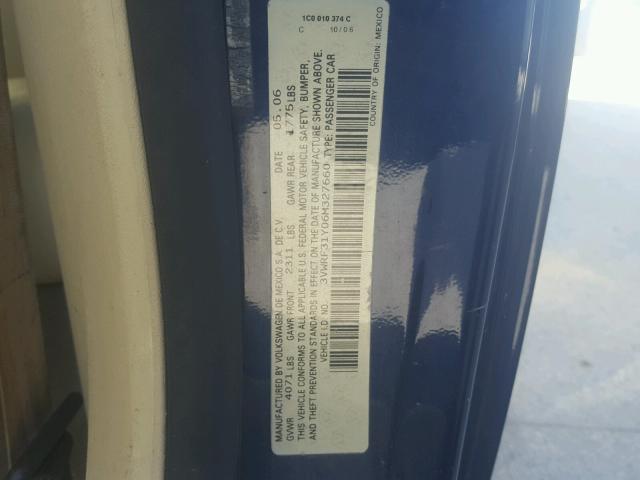 MANUFACTURED BY VOLKSWAGEN DE MEXICO S.A. DE C.V. DATE 05.06
GVWR 4071 LBS GAWR FRONT 2311 LBS GAWR REAR 1775 LBS
THIS VEHICLE CONFORMS TO ALL APPLICABLE U.S. FEDERAL MOTOR VEHICLE SAFETY, BUMPER,
AND THEFT PREVENTION STANDARDS IN EFFECT ON THE DATE OF MANUFACTURE SHOWN ABOVE.
VEHICLE I.D. NO. 3VWRF31Y06M327660 TYPE: PASSENGER CAR
COUNTRY OF ORIGIN: MEXICO
1C0 010 374 C
C 10/06